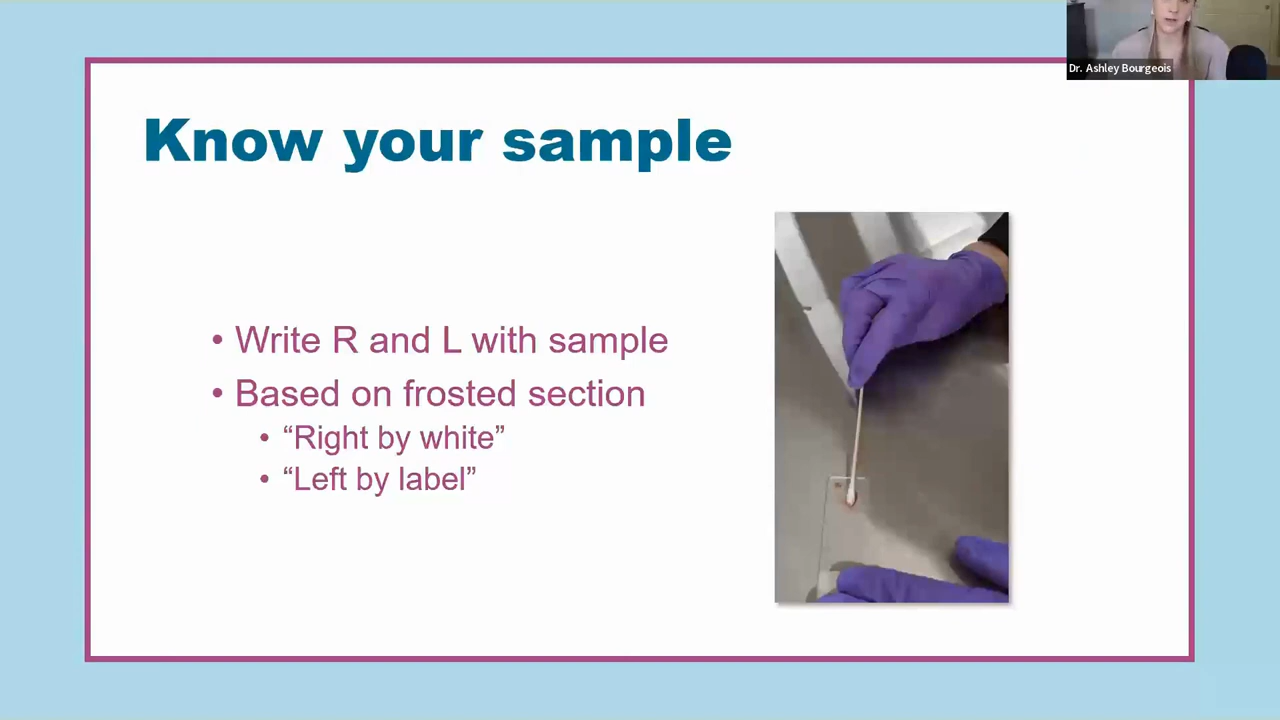 Dr. Ashley Bourgeois
Know your sample
• Write R and L with sample
• Based on frosted section
• “Right by white”
• “Left by label”